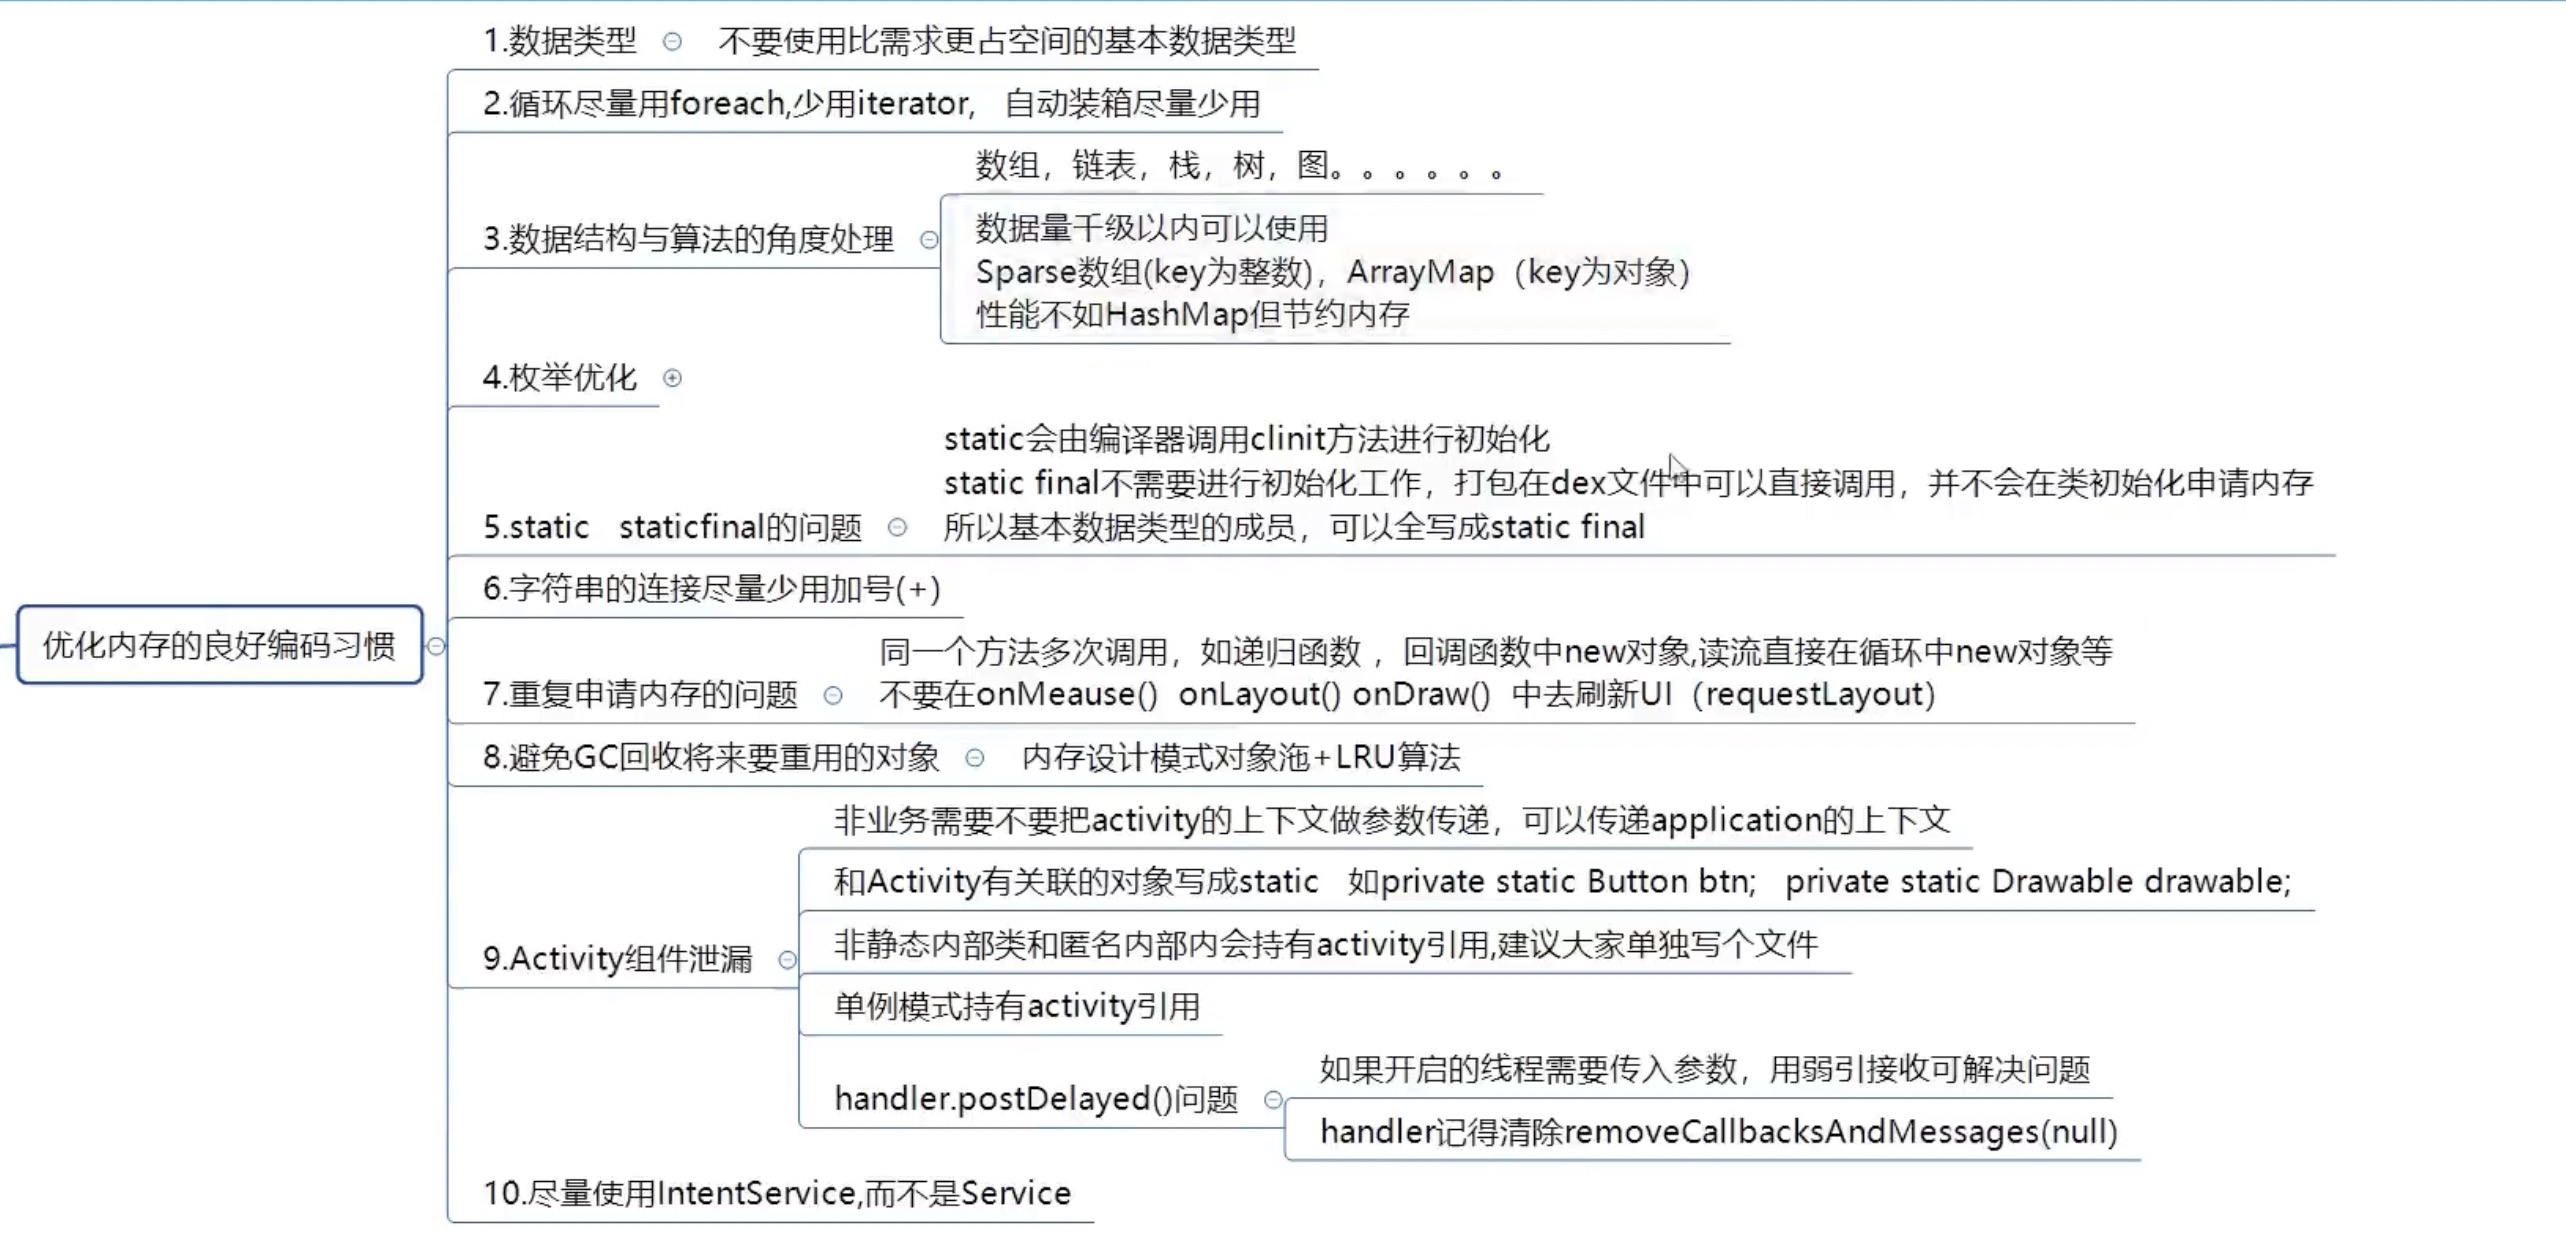 优化内存的良好编码习惯
1.数据类型 不要使用比需求更占空间的基本数据类型
2.循环尽量用foreach,少用iterator, 自动装箱尽量少用
3.数据结构与算法的角度处理
数组，链表，栈，树，图。。。。。。
数据量千级以内可以使用
Sparse数组(key为整数)，ArrayMap（key为对象）
性能不如HashMap但节约内存
4.枚举优化
5.static staticfinal的问题
static会由编译器调用clinit方法进行初始化
static final不需要进行初始化工作，打包在dex文件中可以直接调用，并不会在类初始化申请内存
所以基本数据类型的成员，可以全写成static final
6.字符串的连接尽量少用加号(+)
7.重复申请内存的问题
同一个方法多次调用，如递归函数 ，回调函数中new对象,读流直接在循环中new对象等
不要在onMeause() onLayout() onDraw() 中去刷新UI（requestLayout）
8.避免GC回收将来要重用的对象 内存设计模式对象沲+LRU算法
9.Activity组件泄漏
非业务需要不要把activity的上下文做参数传递，可以传递application的上下文
和Activity有关联的对象写成static 如private static Button btn; private static Drawable drawable;
非静态内部类和匿名内部内会持有activity引用,建议大家单独写个文件
单例模式持有activity引用
handler.postDelayed()问题
如果开启的线程需要传入参数，用弱引接收可解决问题
handler记得清除removeCallbacksAndMessages(null)
10.尽量使用IntentService,而不是Service